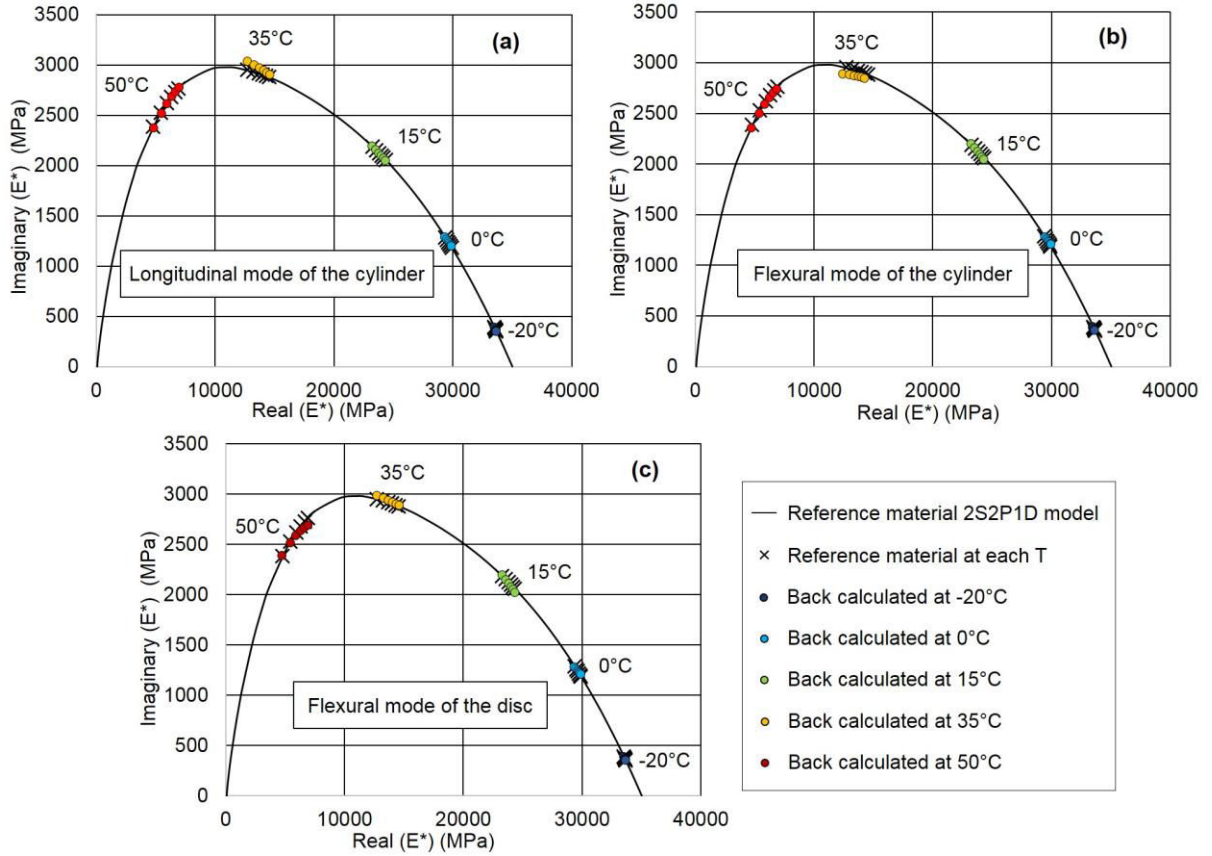 (a)
Imaginary (E*) (MPa)
3500
3000
2500
2000
1500
1000
500
0
35°C
50°C
15°C
0°C
-20°C
Longitudinal mode of the cylinder
0 10000 20000 30000 40000
Real (E*) (MPa)
(b)
Imaginary (E*) (MPa)
3500
3000
2500
2000
1500
1000
500
0
35°C
50°C
15°C
0°C
-20°C
Flexural mode of the cylinder
0 10000 20000 30000 40000
Real (E*) (MPa)
(c)
Imaginary (E*) (MPa)
3500
3000
2500
2000
1500
1000
500
0
35°C
50°C
15°C
0°C
-20°C
Flexural mode of the disc
0 10000 20000 30000 40000
Real (E*) (MPa)
Reference material 2S2P1D model
Reference material at each T
Back calculated at -20°C
Back calculated at 0°C
Back calculated at 15°C
Back calculated at 35°C
Back calculated at 50°C